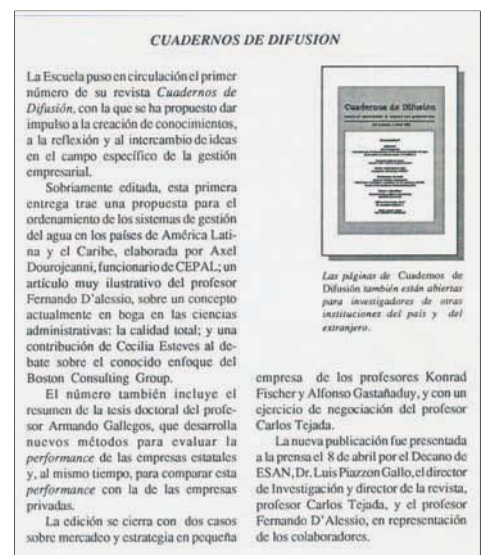 CUADERNOS DE DIFUSION
La Escuela puso en circulación el primer
número de su revista Cuadernos de
Difusión, con la que se ha propuesto dar
impulso a la creación de conocimientos,
a la reflexión y al intercambio de ideas
en el campo específico de la gestión
empresarial.
Sobriamente editada, esta primera
entrega trae una propuesta para el
ordenamiento de los sistemas de gestión
del agua en los países de América Lati-
na y el Caribe, elaborada por Axel
Dourojeanni, funcionario de CEPAL; un
artículo muy ilustrativo del profesor
Fernando D'alessio, sobre un concepto
actualmente en boga en las ciencias
administrativas: la calidad total; y una
contribución de Cecilia Esteves al de-
bate sobre el conocido enfoque del
Boston Consulting Group.
El número también incluye el
resumen de la tesis doctoral del profe-
sor Armando Gallegos, que desarrolla
nuevos métodos para evaluar la
performance de las empresas estatales
y, al mismo tiempo, para comparar esta
performance con la de las empresas
privadas.
La edición se cierra con dos casos
sobre mercadeo y estrategia en pequeña
Cuadernos de Difusión
Las páginas de Cuadernos de
Difusión también están abiertas
para investigadores de otras
instituciones del país y del
extranjero.
empresa de los profesores Konrad
Fischer y Alfonso Gastañaduy, y con un
ejercicio de negociación del profesor
Carlos Tejada.
La nueva publicación fue presentada
a la prensa el 8 de abril por el Decano de
ESAN, Dr. Luis Piazzon Gallo, el director
de Investigación y director de la revista,
profesor Carlos Tejada, y el profesor
Fernando D'Alessio, en representación
de los colaboradores.